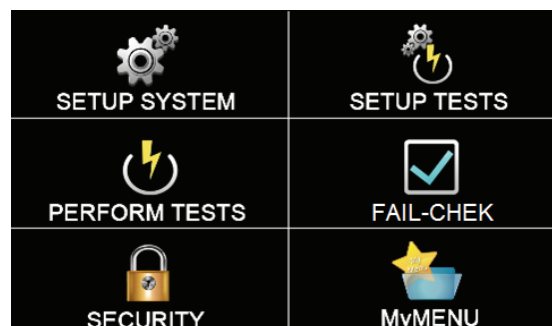 SETUP SYSTEM
SETUP TESTS
PERFORM TESTS
FAIL-CHEK
SECURITY
MyMENU